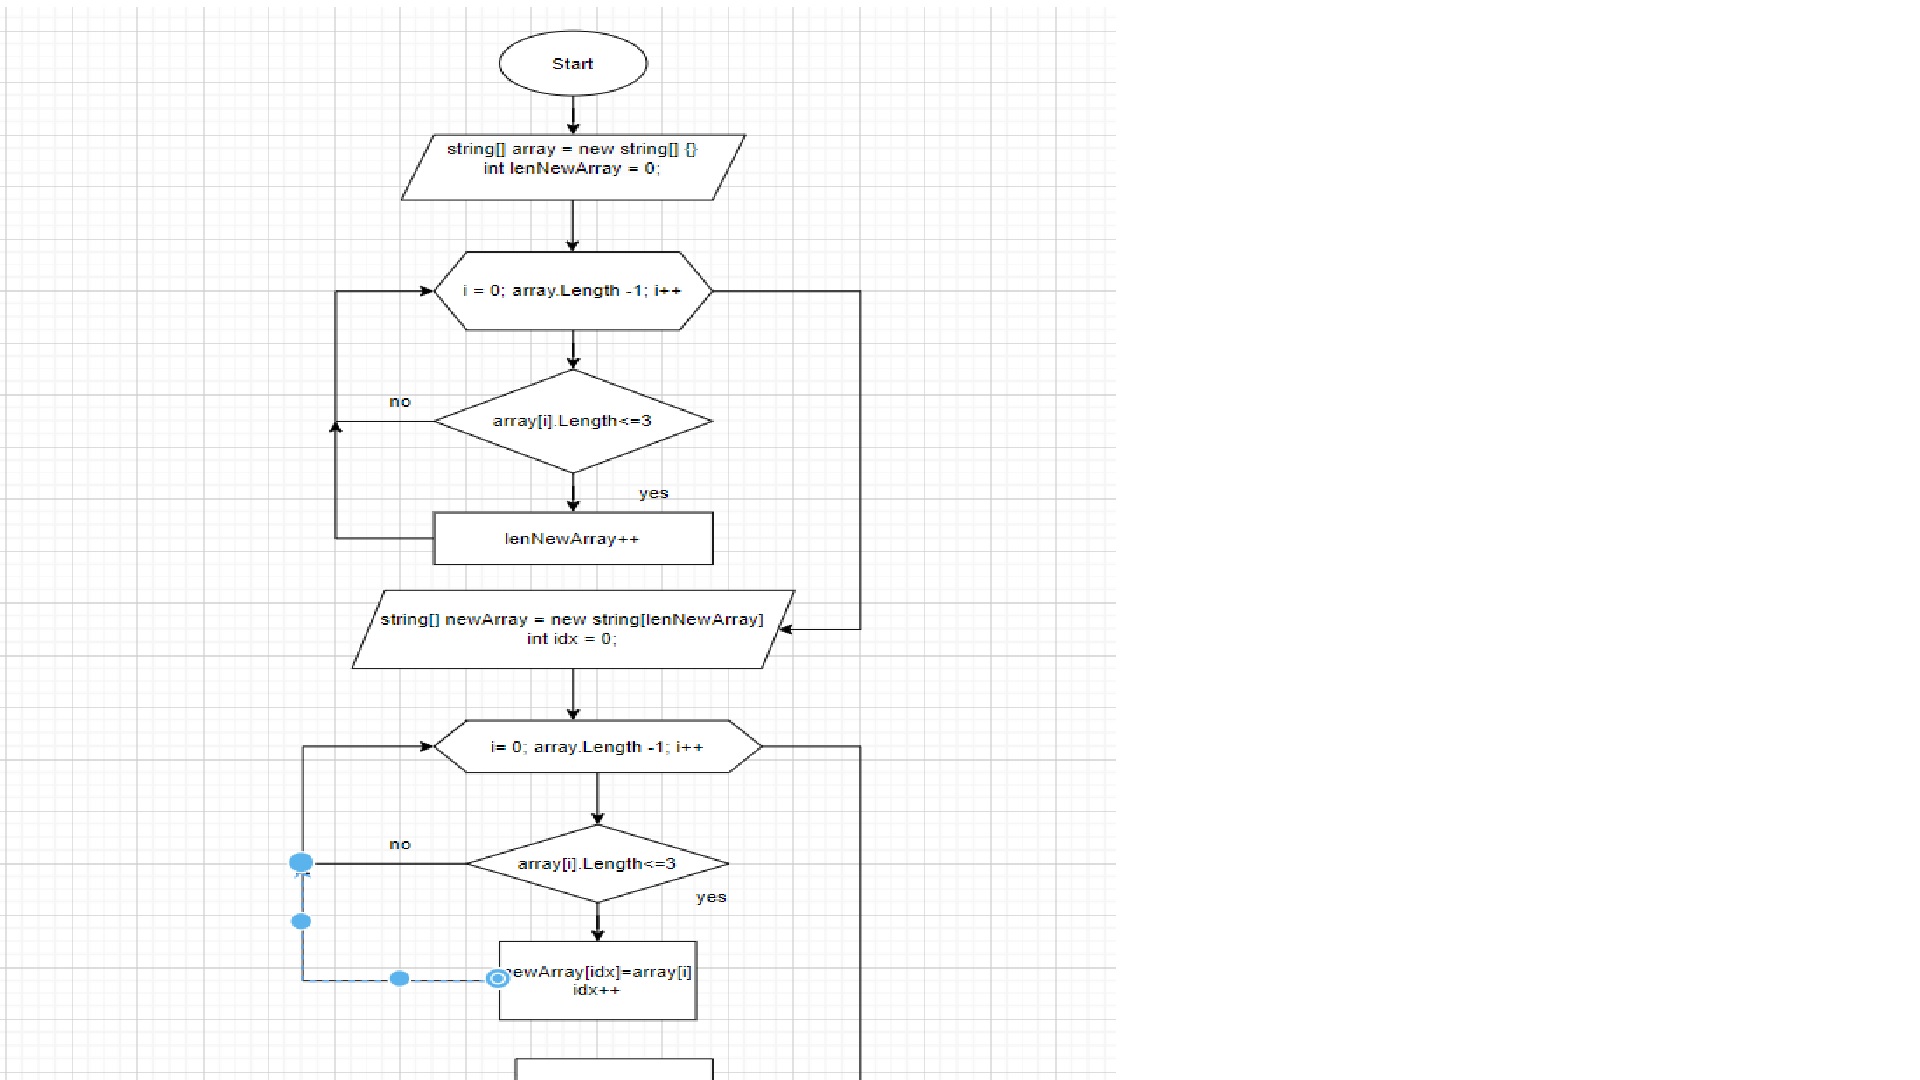 Start
string[] array = new string[] {}
int lenNewArray = 0;
i = 0; array.Length -1; i++
no
array[i].Length<=3
yes
lenNewArray++
string[] newArray = new string[lenNewArray]
int idx = 0;
i= 0; array.Length -1; i++
no
array[i].Length<=3
yes
newArray[idx]=array[i]
idx++